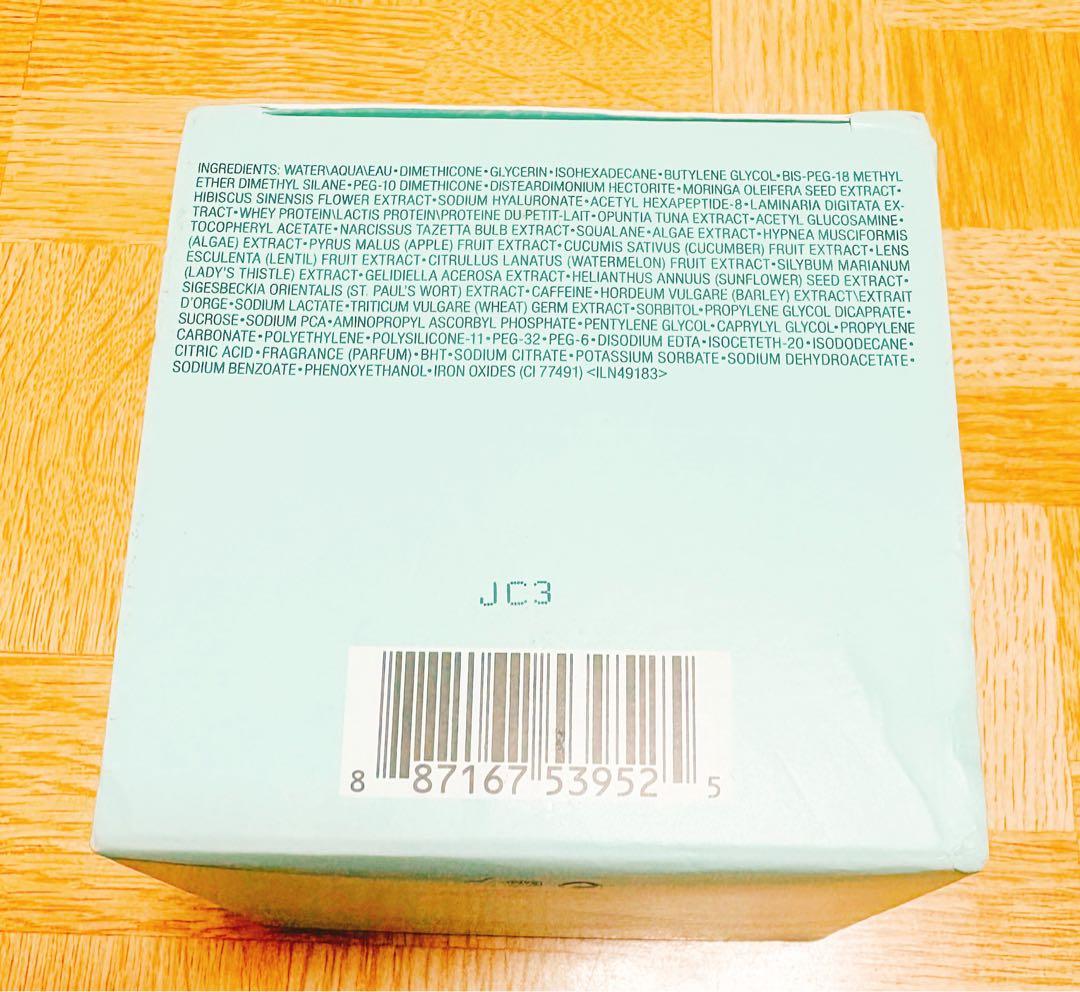 INGREDIENTS: WATER\AQUA\EAU•DIMETHICONE•GLYCERIN•ISOHEXADECANE•BUTYLENE GLYCOL•BIS-PEG-18 METHYL
ETHER DIMETHYL SILANE•PEG-10 DIMETHICONE•DISTEARDIMONIUM HECTORITE•MORINGA OLEIFERA SEED EXTRACT•
HIBISCUS SINENSIS FLOWER EXTRACT•SODIUM HYALURONATE•ACETYL HEXAPEPTIDE-8•LAMINARIA DIGITATA EX-
TRACT•WHEY PROTEIN\LACTIS PROTEIN\PROTEINE DU PETIT-LAIT•OPUNTIA TUNA EXTRACT•ACETYL GLUCOSAMINE•
TOCOPHERYL ACETATE•NARCISSUS TAZETTA BULB EXTRACT•SQUALANE•ALGAE EXTRACT•HYPNEA MUSCIFORMIS
(ALGAE) EXTRACT•PYRUS MALUS (APPLE) FRUIT EXTRACT•CUCUMIS SATIVUS (CUCUMBER) FRUIT EXTRACT•LENS
ESCULENTA (LENTIL) FRUIT EXTRACT•CITRULLUS LANATUS (WATERMELON) FRUIT EXTRACT•SILYBUM MARIANUM
(LADY'S THISTLE) EXTRACT•GELIDIELLA ACEROSA EXTRACT•HELIANTHUS ANNUUS (SUNFLOWER) SEED EXTRACT•
SIGESBECKIA ORIENTALIS (ST. PAUL'S WORT) EXTRACT•CAFFEINE•HORDEUM VULGARE (BARLEY) EXTRACT\EXTRAIT
D'ORGE•SODIUM LACTATE•TRITICUM VULGARE (WHEAT) GERM EXTRACT•SORBITOL•PROPYLENE GLYCOL DICAPRATE•
SUCROSE•SODIUM PCA•AMINOPROPYL ASCORBYL PHOSPHATE•PENTYLENE GLYCOL•CAPRYLYL GLYCOL•PROPYLENE
CARBONATE•POLYETHYLENE•POLYSILICONE-11•PEG-32•PEG-6•DISODIUM EDTA•ISOCETETH-20•ISODODECANE•
CITRIC ACID•FRAGRANCE (PARFUM)•BHT•SODIUM CITRATE•POTASSIUM SORBATE•SODIUM DEHYDROACETATE•
SODIUM BENZOATE•PHENOXYETHANOL•IRON OXIDES (CI 77491) <ILN49183>
JC3
8 87167 53952 5